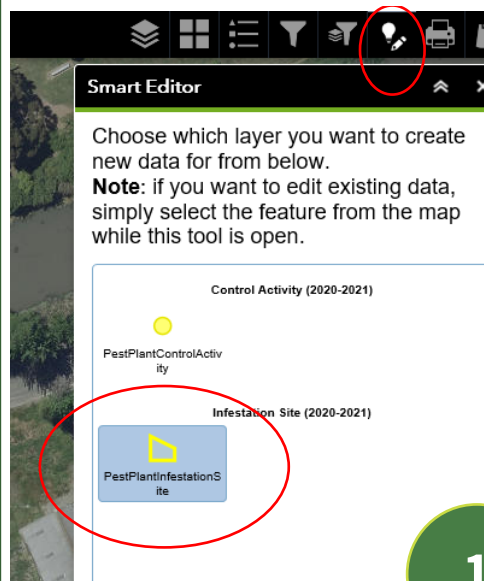 Smart Editor
Choose which layer you want to create
new data for from below.
Note: if you want to edit existing data,
simply select the feature from the map
while this tool is open.
Control Activity (2020-2021)
PestPlantControlActiv
ity
Infestation Site (2020-2021)
PestPlantInfestationS
ite
1